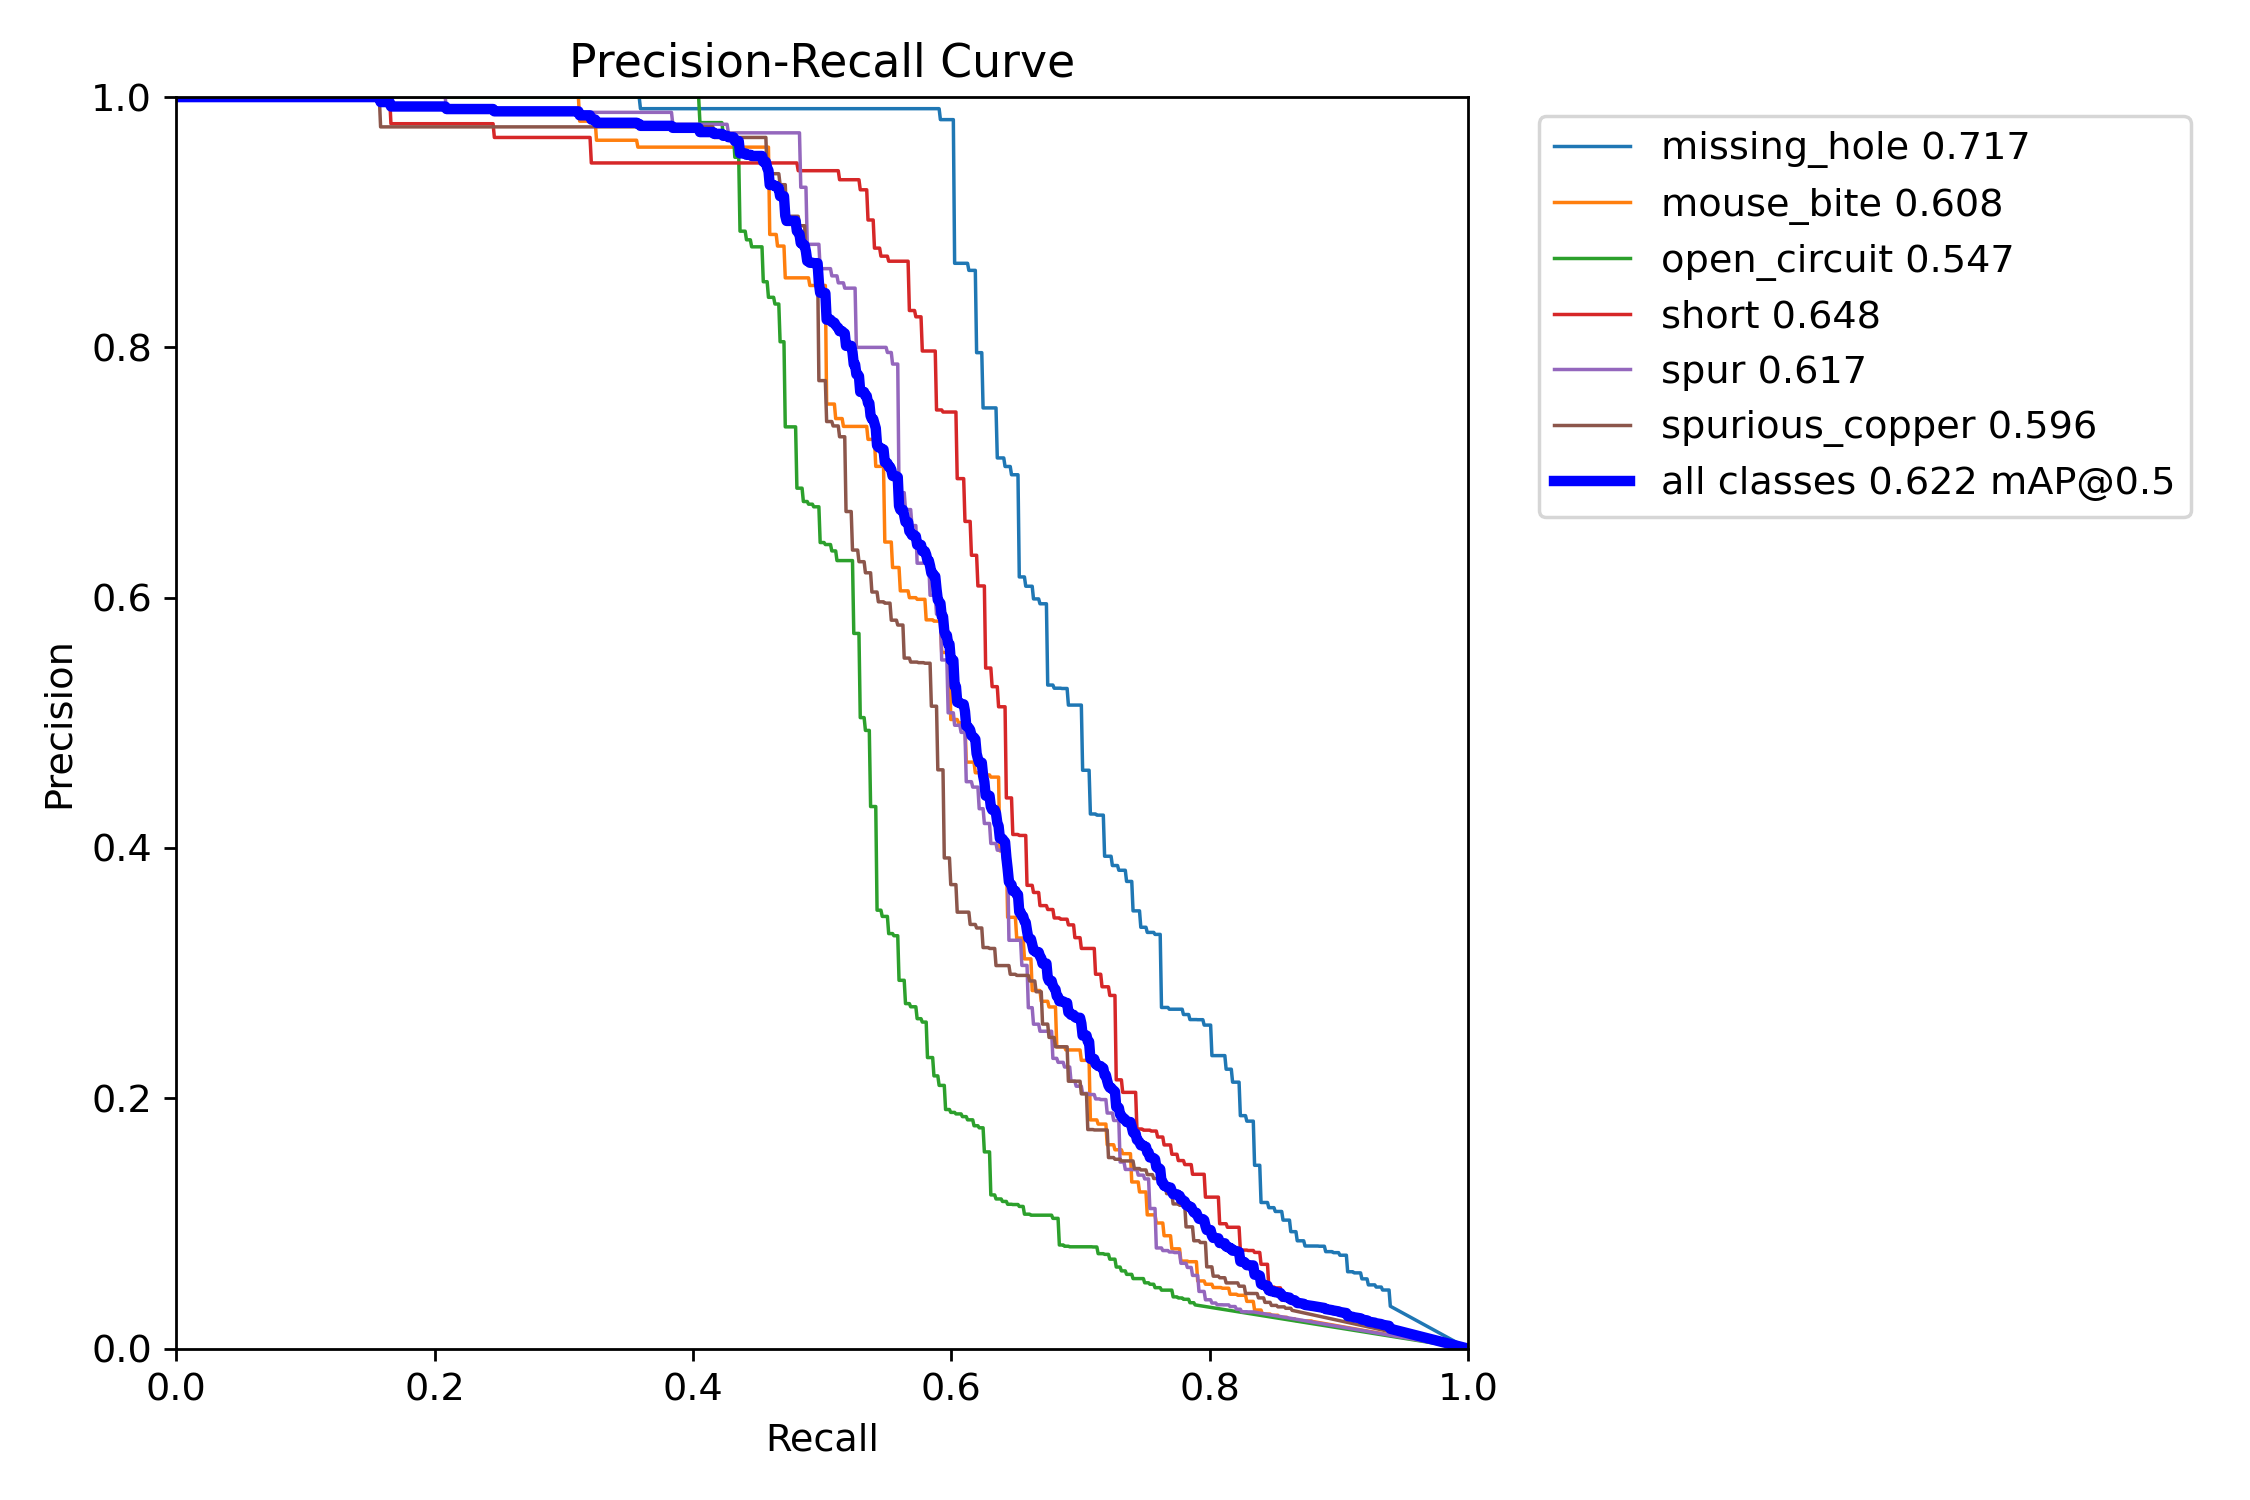 Precision-Recall Curve
1.0
0.8
0.6
0.4
0.2
0.0
Precision
0.0 0.2 0.4 0.6 0.8 1.0
Recall
missing_hole 0.717
mouse_bite 0.608
open_circuit 0.547
short 0.648
spur 0.617
spurious_copper 0.596
all classes 0.622 mAP@0.5